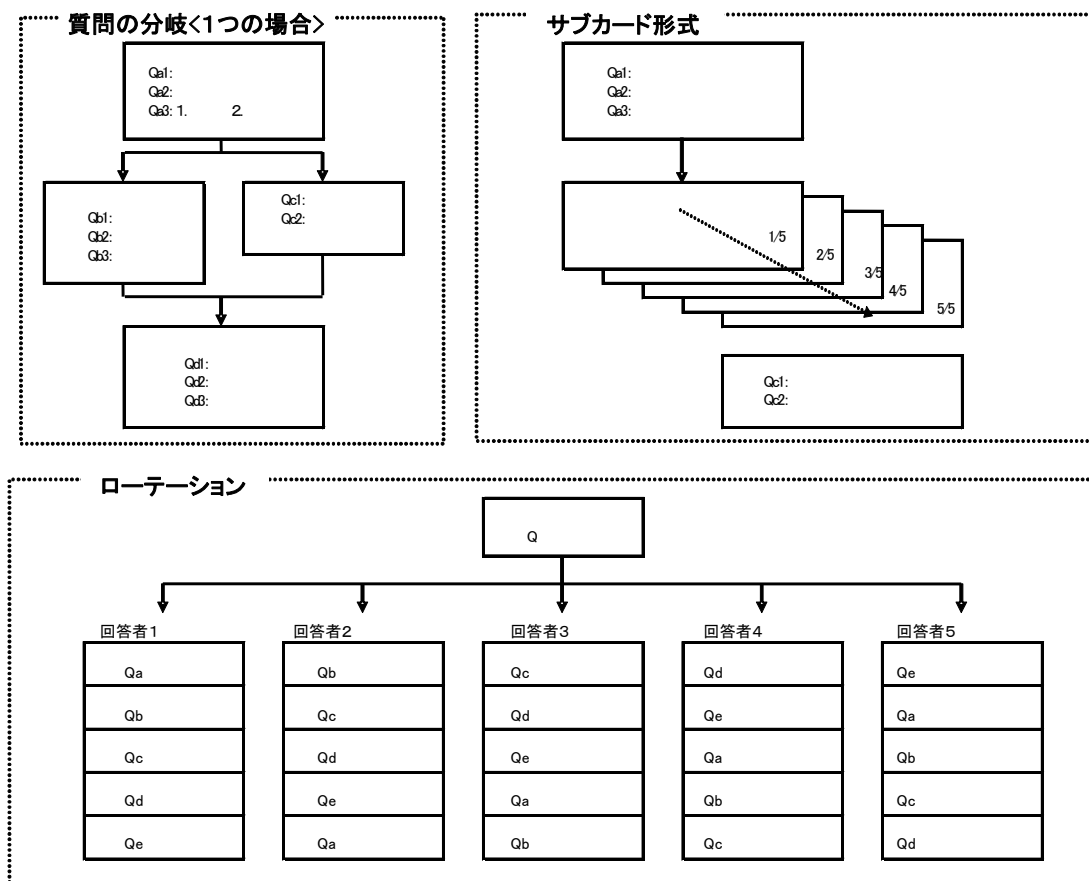 質問の分岐<1つの場合>
Qa1:
Qa2:
Qa3: 1. 2.
Qb1:
Qb2:
Qb3:
Qc1:
Qc2:
Qd1:
Qd2:
Qd3:
サブカード形式
Qa1:
Qa2:
Qa3:
1/5
2/5
3/5
4/5
5/5
Qc1:
Qc2:
ローテーション
Q
回答者1
Qa
Qb
Qc
Qd
Qe
回答者2
Qb
Qc
Qd
Qe
Qa
回答者3
Qc
Qd
Qe
Qa
Qb
回答者4
Qd
Qe
Qa
Qb
Qc
回答者5
Qe
Qa
Qb
Qc
Qd